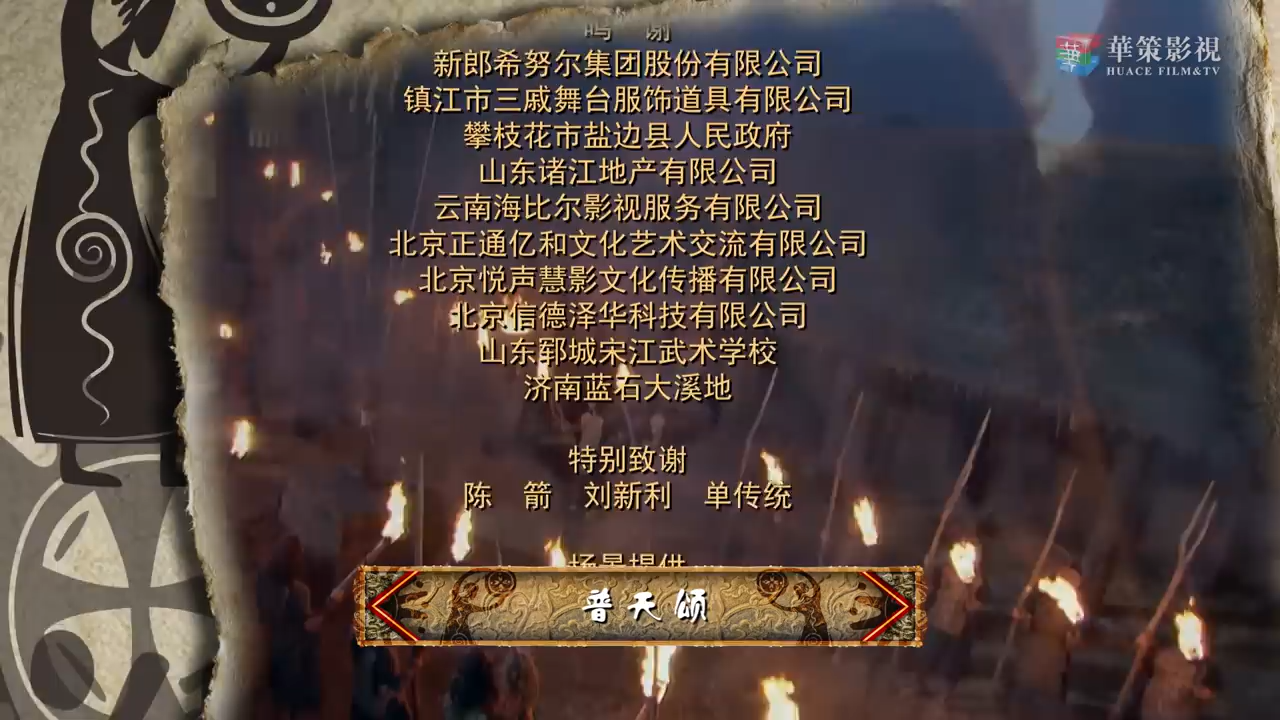 鸣 谢
華策影視
HUACE FILM&TV
新郎希努尔集团股份有限公司
镇江市三戚舞台服饰道具有限公司
攀枝花市盐边县人民政府
山东诸江地产有限公司
云南海比尔影视服务有限公司
北京正通亿和文化艺术交流有限公司
北京悦声慧影文化传播有限公司
北京信德泽华科技有限公司
山东郓城宋江武术学校
济南蓝石大溪地
特别致谢
陈 箭 刘新利 单传统
场景提供
普天颂